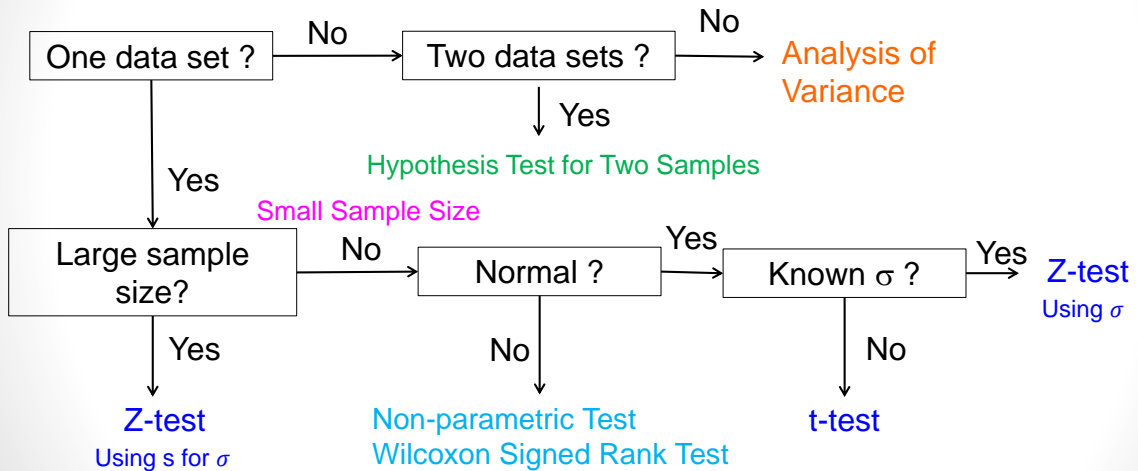 One data set ?
No
Two data sets ?
No
Analysis of
Variance
Yes
Hypothesis Test for Two Samples
Yes
Small Sample Size
Large sample
size?
No
Normal ?
Yes
Known σ ?
Yes
Z-test
Using σ
Yes
No
No
Z-test
Using s for σ
Non-parametric Test
Wilcoxon Signed Rank Test
t-test